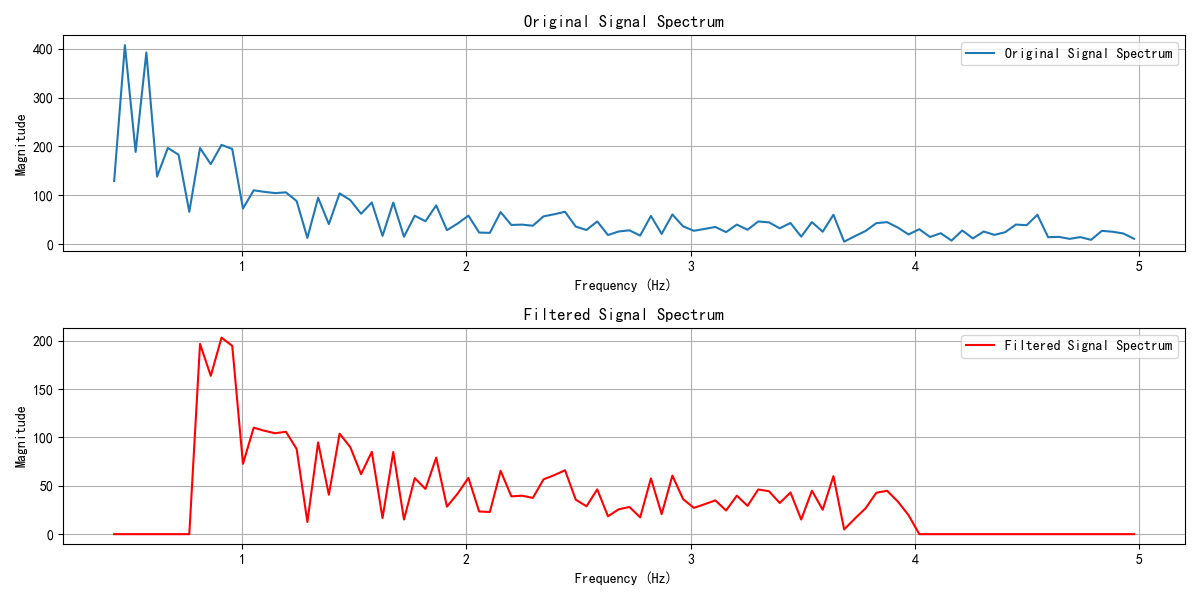 Original Signal Spectrum
Original Signal Spectrum
400
300
200
100
0
Magnitude
1 2 3 4 5
Frequency (Hz)
Filtered Signal Spectrum
Filtered Signal Spectrum
200
150
100
50
0
Magnitude
1 2 3 4 5
Frequency (Hz)